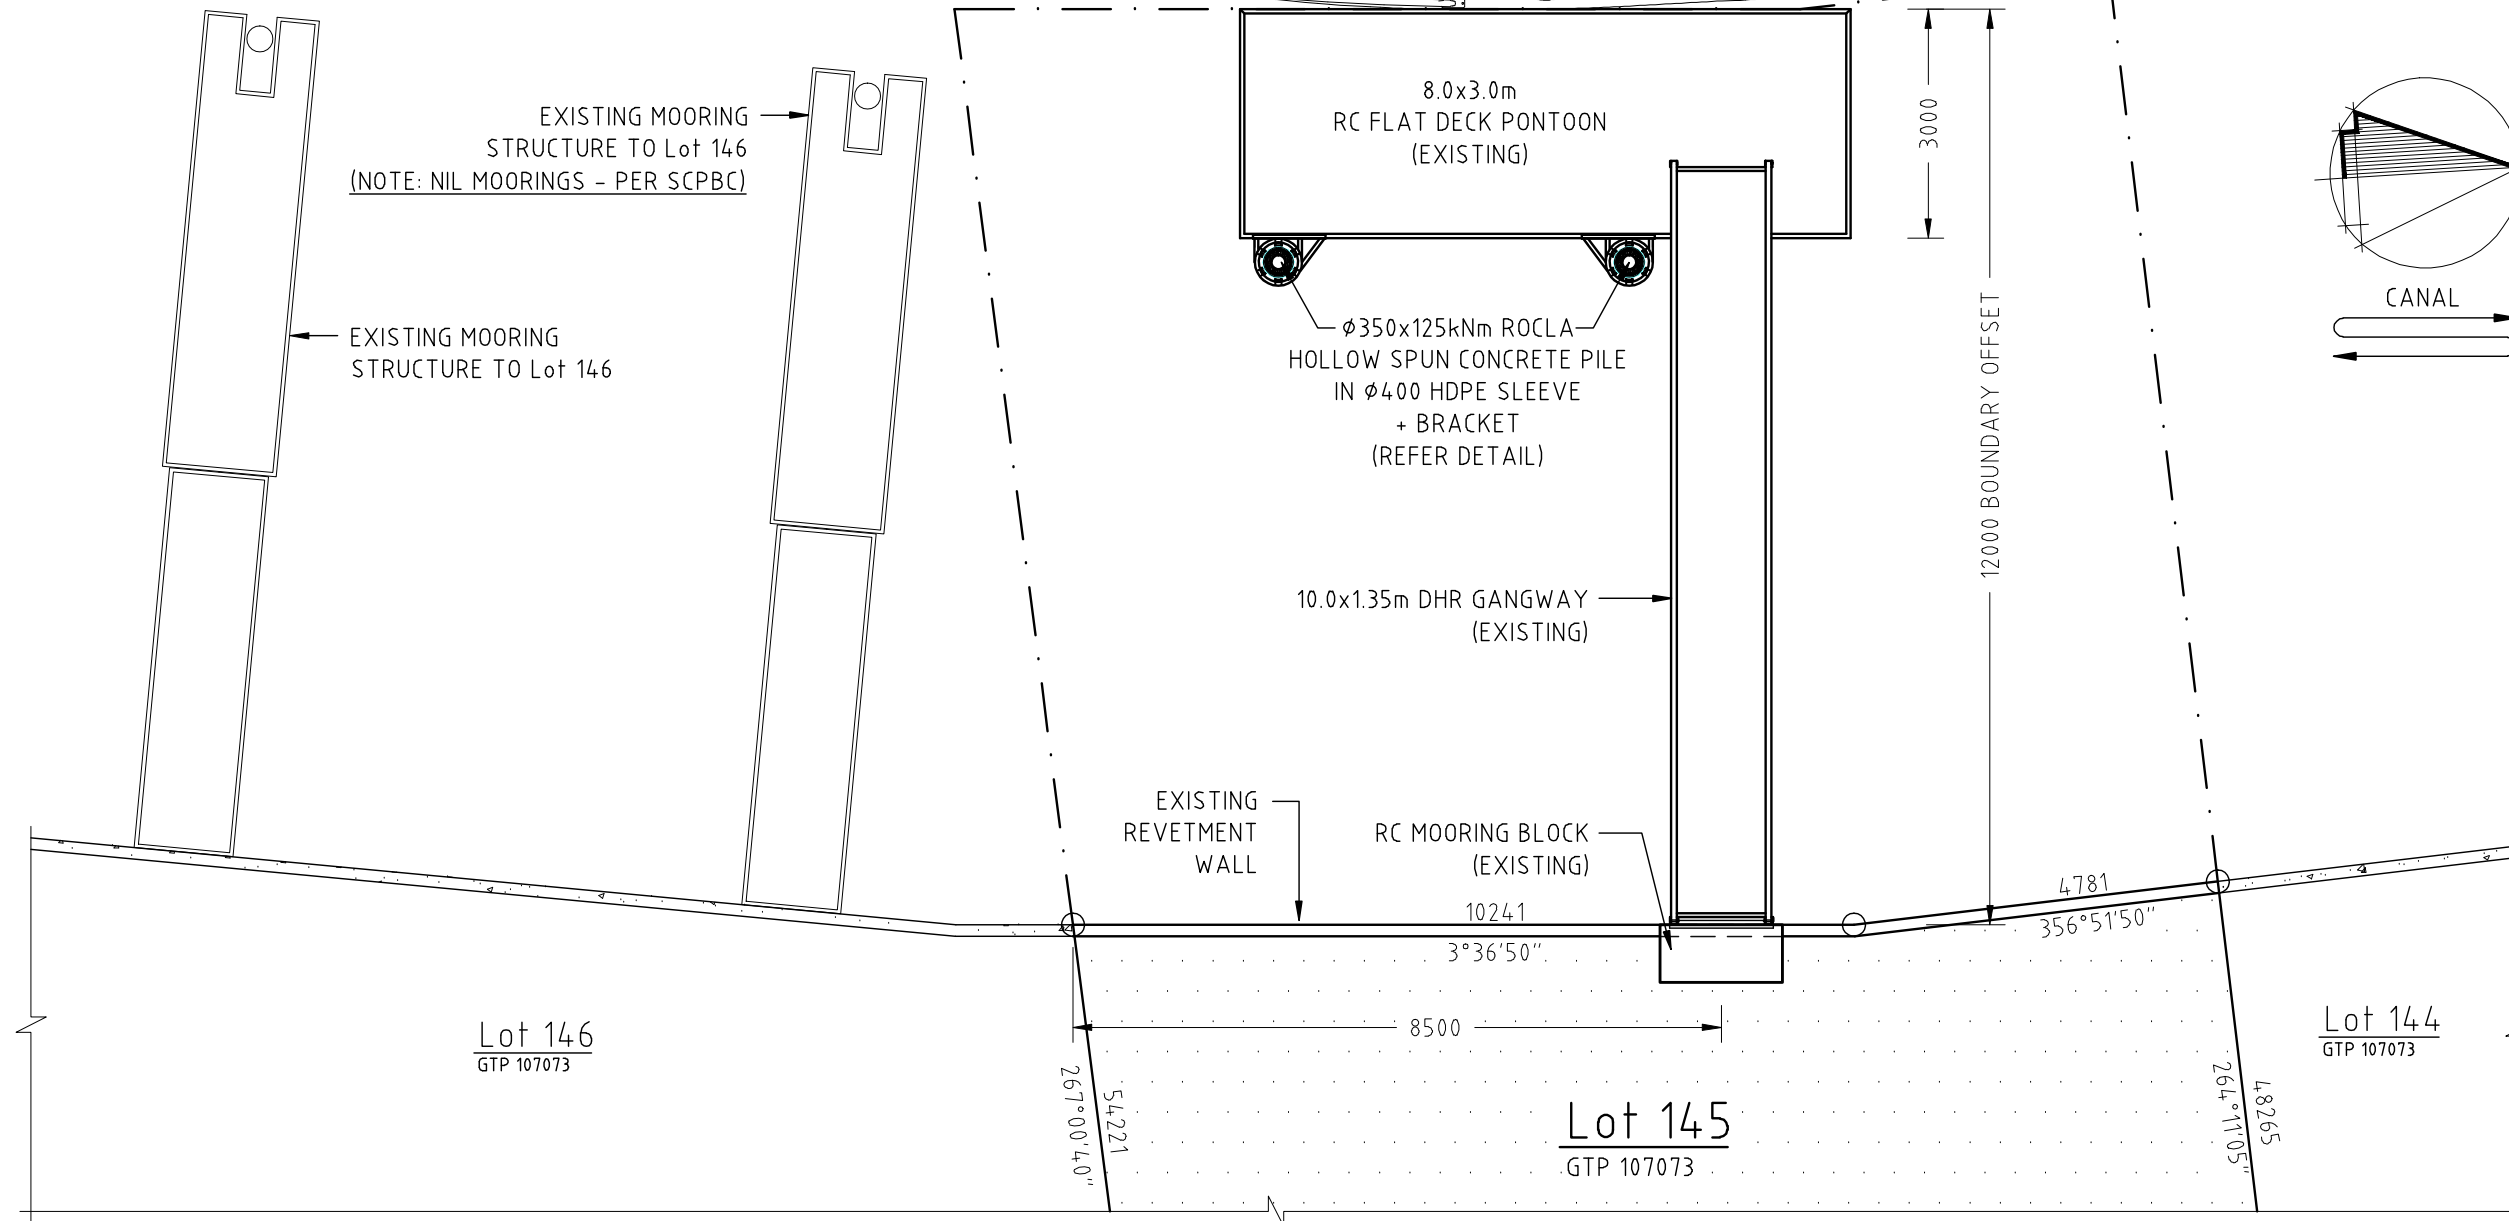 EXISTING MOORING
STRUCTURE TO Lot 146
(NOTE: NIL MOORINGS - PER SCPBC)
EXISTING MOORING
STRUCTURE TO Lot 146
8.0x3.0m
RC FLAT DECK PONTOON
(EXISTING)
3000
CANAL
Ø350x125kNm ROCLA
HOLLOW SPUN CONCRETE PILE
IN Ø400 HDPE SLEEVE
+ BRACKET
(REFER DETAIL)
12000 BOUNDARY OFFSET
10.0x1.35m DHR GANGWAY
(EXISTING)
EXISTING
REVETMENT
WALL
RC MOORING BLOCK
(EXISTING)
10241
3°36'50"
4781
356°51'50"
8500
Lot 146
GTP 107073
Lot 144
GTP 107073
Lot 145
GTP 107073
54221
267°00'40"
48265
264°11'05"